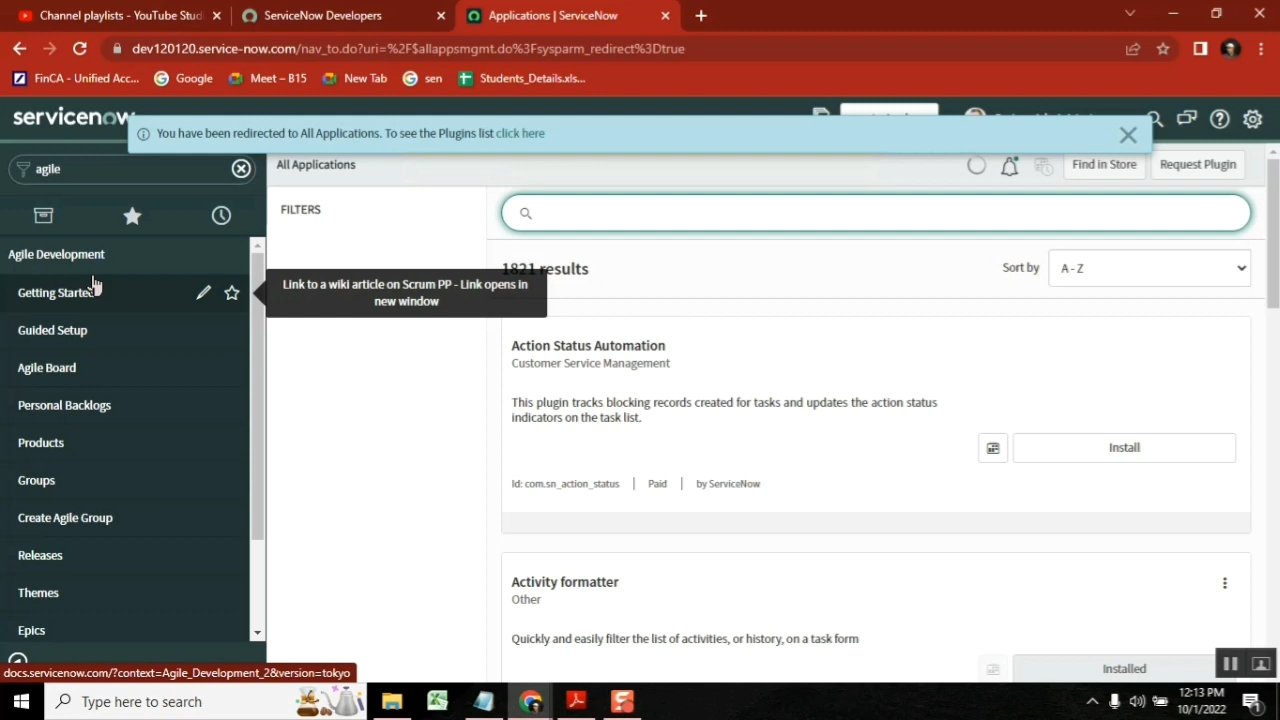 Channel playlists - YouTube Stud
ServiceNow Developers
Applications | ServiceNow
dev120120.service-now.com/nav_to.do?uri=%2F$allappsmgmt.do%3Fsysparm_redirect%3Dtrue
FinCA - Unified Acc...
Google
Meet – B15
New Tab
sen
Students_Details.xls...
servicenow
You have been redirected to All Applications. To see the Plugins list click here
agile
All Applications
Find in Store
Request Plugin
FILTERS
1821 results
Sort by
A - Z
Agile Development
Getting Started
Link to a wiki article on Scrum PP - Link opens in
new window
Guided Setup
Agile Board
Personal Backlogs
Products
Groups
Create Agile Group
Releases
Themes
Epics
Action Status Automation
Customer Service Management
This plugin tracks blocking records created for tasks and updates the action status
indicators on the task list.
Install
Id: com.sn_action_status
Paid
by ServiceNow
Activity formatter
Other
Quickly and easily filter the list of activities, or history, on a task form
Installed
docs.servicenow.com/?context=Agile_Development_2&version=tokyo
Type here to search
12:13 PM
10/1/2022
1